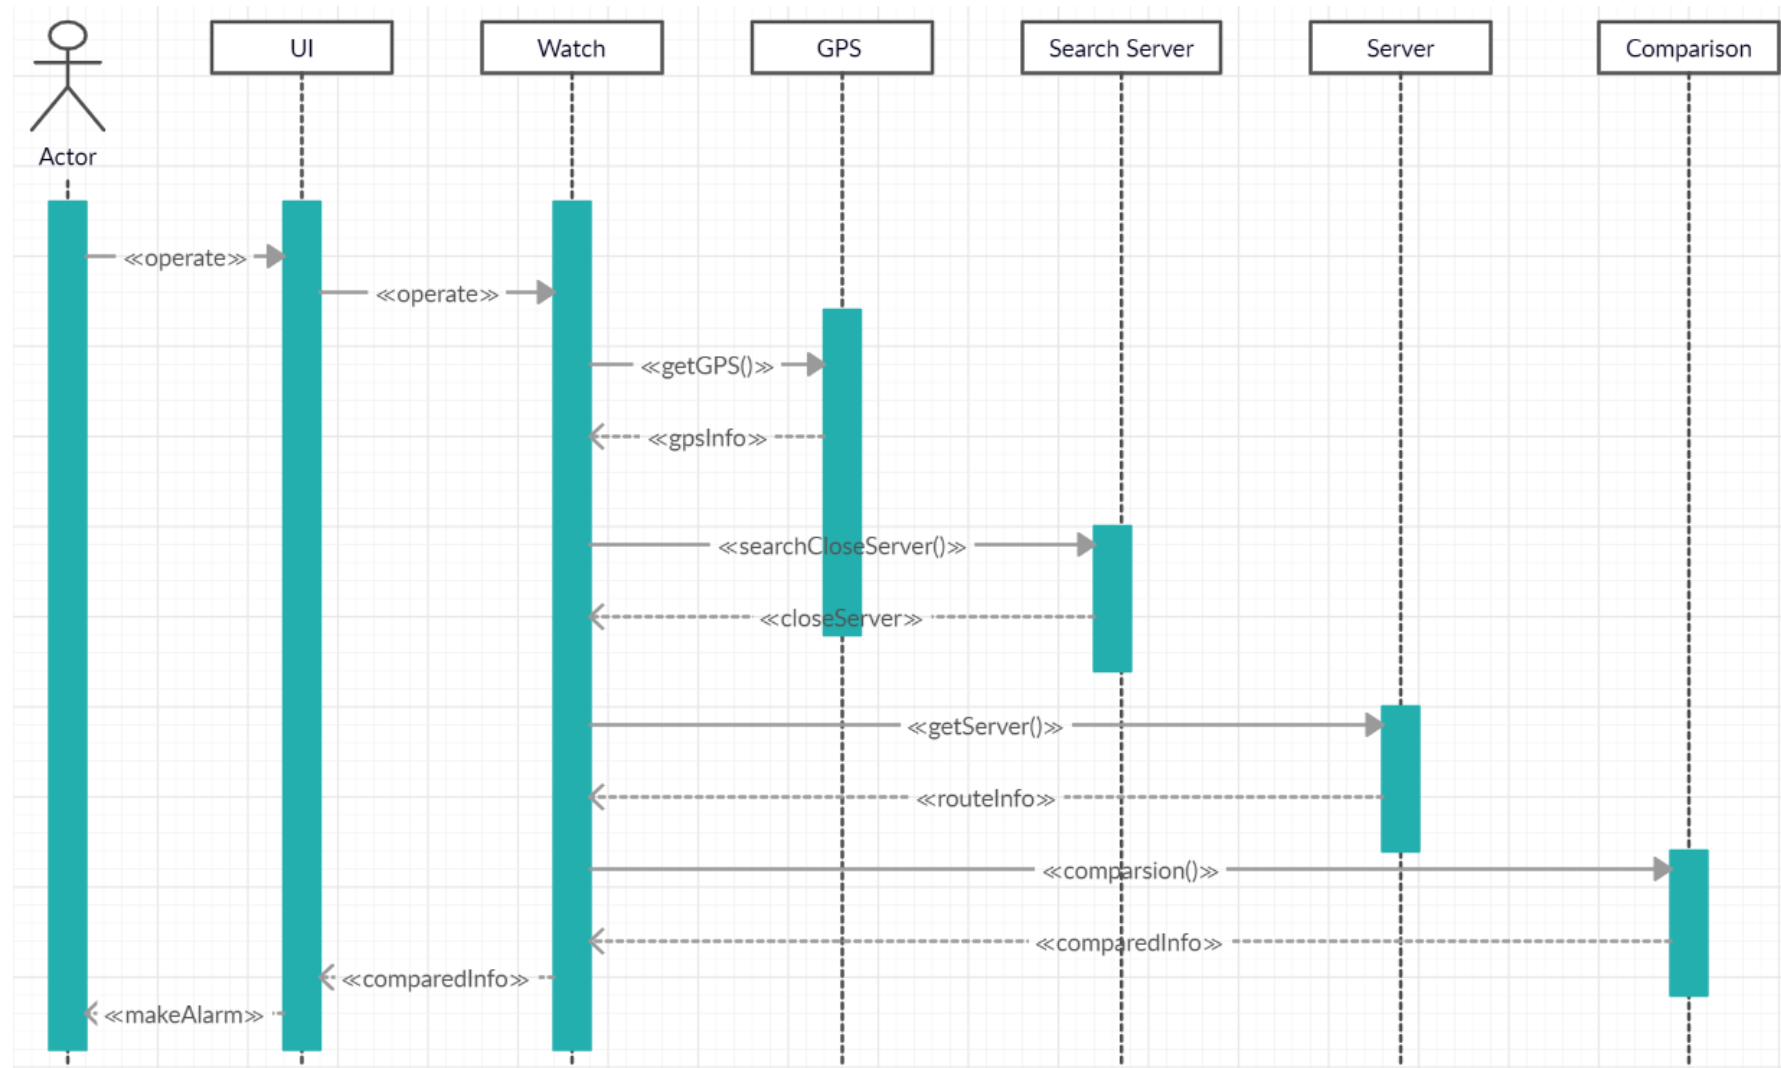 UI
Watch
GPS
Search Server
Server
Comparison
Actor
≪operate≫
≪operate≫
≪getGPS()≫
≪gpsInfo≫
≪searchCloseServer()≫
≪closeServer≫
≪getServer()≫
≪routeInfo≫
≪comparsion()≫
≪comparedInfo≫
≪comparedInfo≫
≪makeAlarm≫